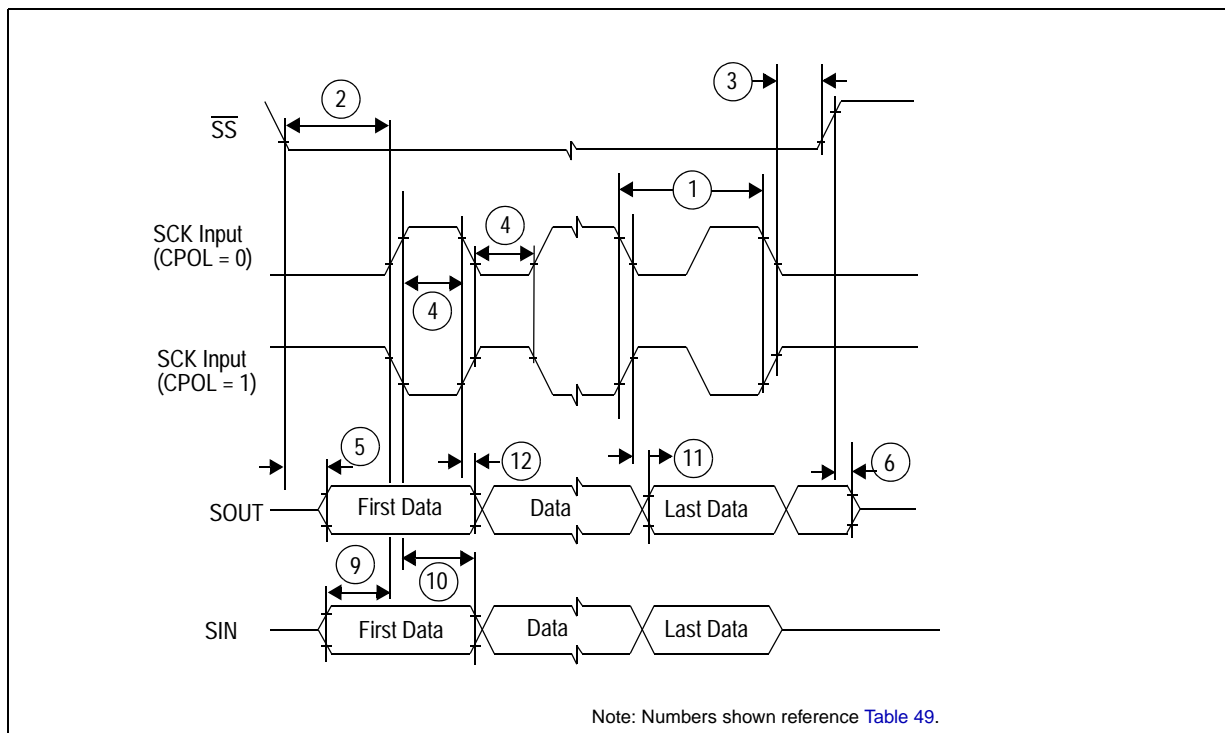 3
2
SS
1
SCK Input
(CPOL = 0)
4
4
SCK Input
(CPOL = 1)
5
12
11
6
SOUT
First Data
Data
Last Data
9
10
SIN
First Data
Data
Last Data
Note: Numbers shown reference Table 49.